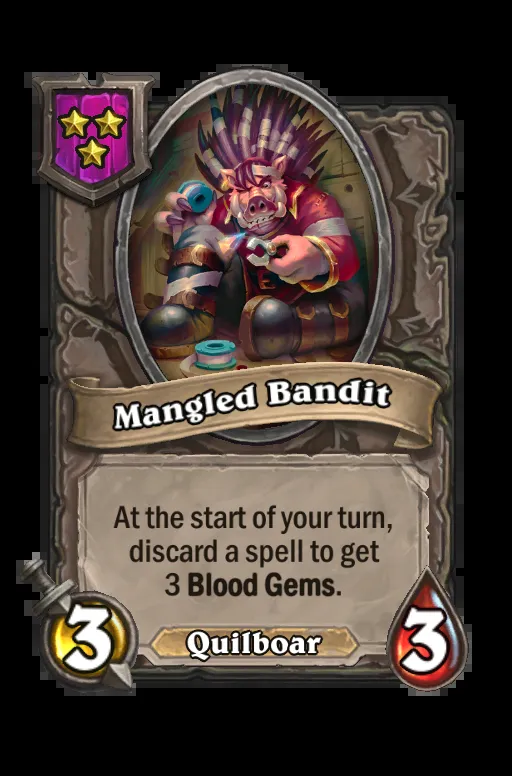 Mangled Bandit
At the start of your turn,
discard a spell to get
3 Blood Gems.
3
Quilboar
3